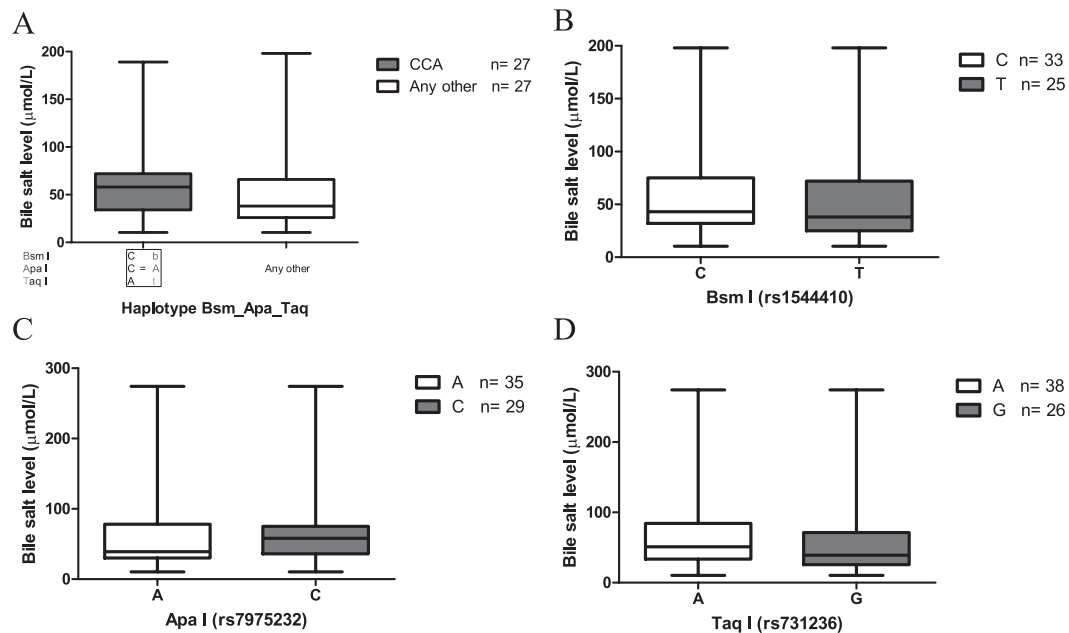 A
Bile salt level (μmol/L)
200
150
100
50
0
CCA n= 27
Any other n= 27
Bsm I C b
Apa I C = A
Taq I A t
Any other
Haplotype Bsm_Apa_Taq
B
Bile salt level (μmol/L)
200
150
100
50
0
C n= 33
T n= 25
C T
Bsm I (rs1544410)
C
Bile salt level (μmol/L)
300
200
100
0
A n= 35
C n= 29
A C
Apa I (rs7975232)
D
Bile salt level (μmol/L)
300
200
100
0
A n= 38
G n= 26
A G
Taq I (rs731236)